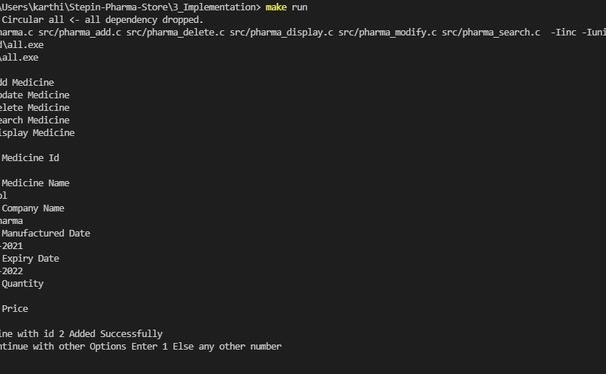 \Users\karthi\Stepin-Pharma-Store\3_Implementation> make run
Circular all <- all dependency dropped.
harma.c src/pharma_add.c src/pharma_delete.c src/pharma_display.c src/pharma_modify.c src/pharma_search.c -Iinc -Iuni
d\all.exe
\all.exe
dd Medicine
pdate Medicine
elete Medicine
earch Medicine
isplay Medicine
Medicine Id
Medicine Name
ol
Company Name
harma
Manufactured Date
-2021
Expiry Date
-2022
Quantity
Price
ine with id 2 Added Successfully
ntinue with other Options Enter 1 Else any other number